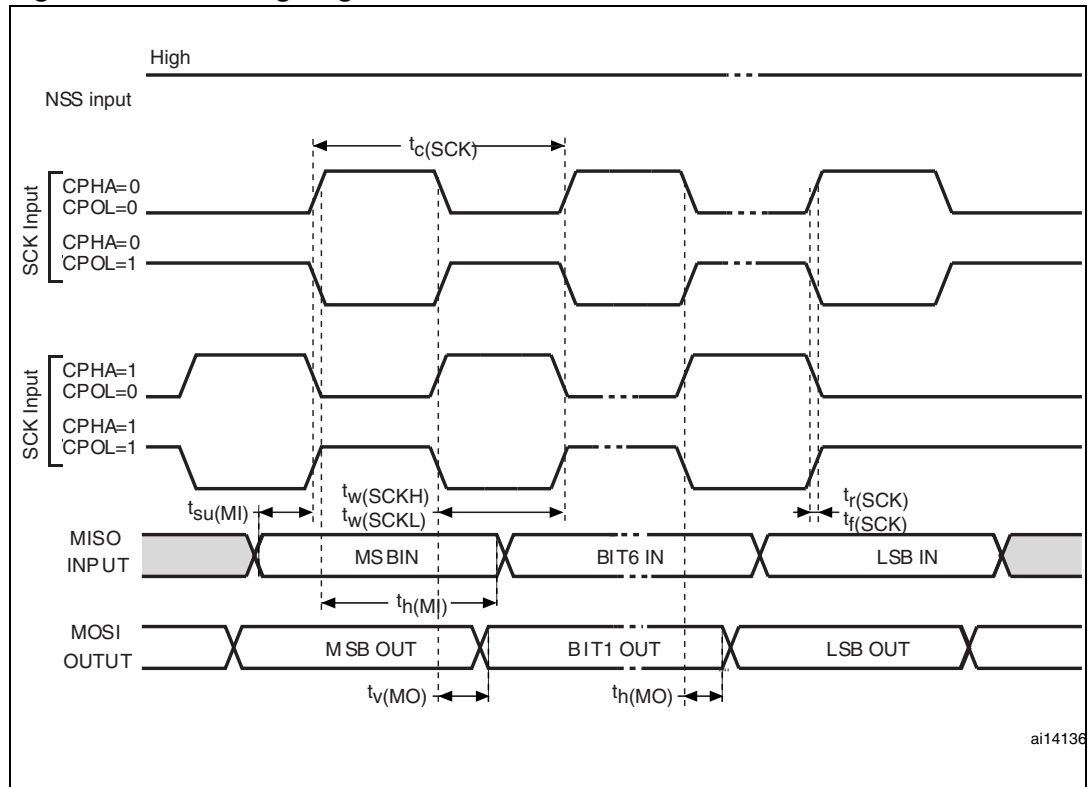 High
NSS input
tc(SCK)
SCK Input
CPHA=0
CPOL=0
CPHA=0
CPOL=1
SCK Input
CPHA=1
CPOL=0
CPHA=1
CPOL=1
tsu(MI)
tw(SCKH)
tw(SCKL)
tr(SCK)
tf(SCK)
MISO
INPUT
MSBIN
BIT6 IN
LSB IN
th(MI)
MOSI
OUTUT
MSB OUT
BIT1 OUT
LSB OUT
tv(MO)
th(MO)
ai14136